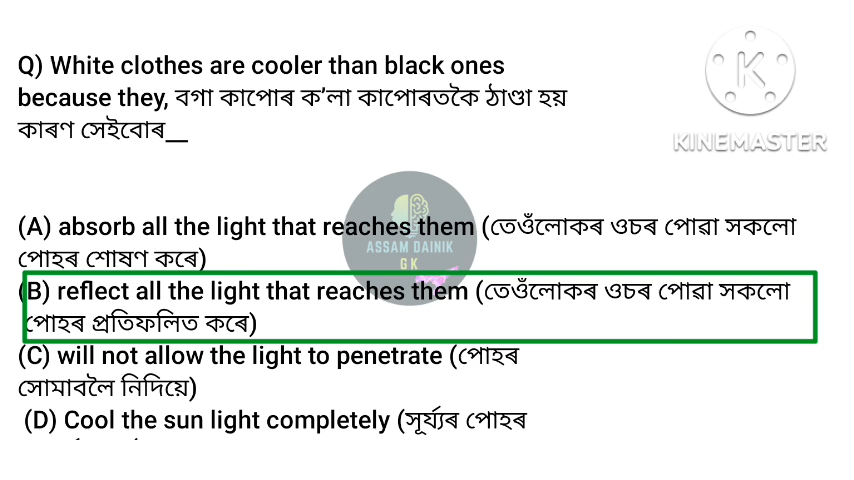 Q) White clothes are cooler than black ones
because they, বগা কাপোৰ ক'লা কাপোৰতকৈ ঠাণ্ডা হয়
কাৰণ সেইবোৰ__
KINEMASTER
(A) absorb all the light that reaches them (তেওঁলোকৰ ওচৰ পোৱা সকলো
পোহৰ শোষণ কৰে)
ASSAM DAINIK
GK
(B) reflect all the light that reaches them (তেওঁলোকৰ ওচৰ পোৱা সকলো
পোহৰ প্ৰতিফলিত কৰে)
(C) will not allow the light to penetrate (পোহৰ
সোমাবলৈ নিদিয়ে)
(D) Cool the sun light completely (সূৰ্য্যৰ পোহৰ